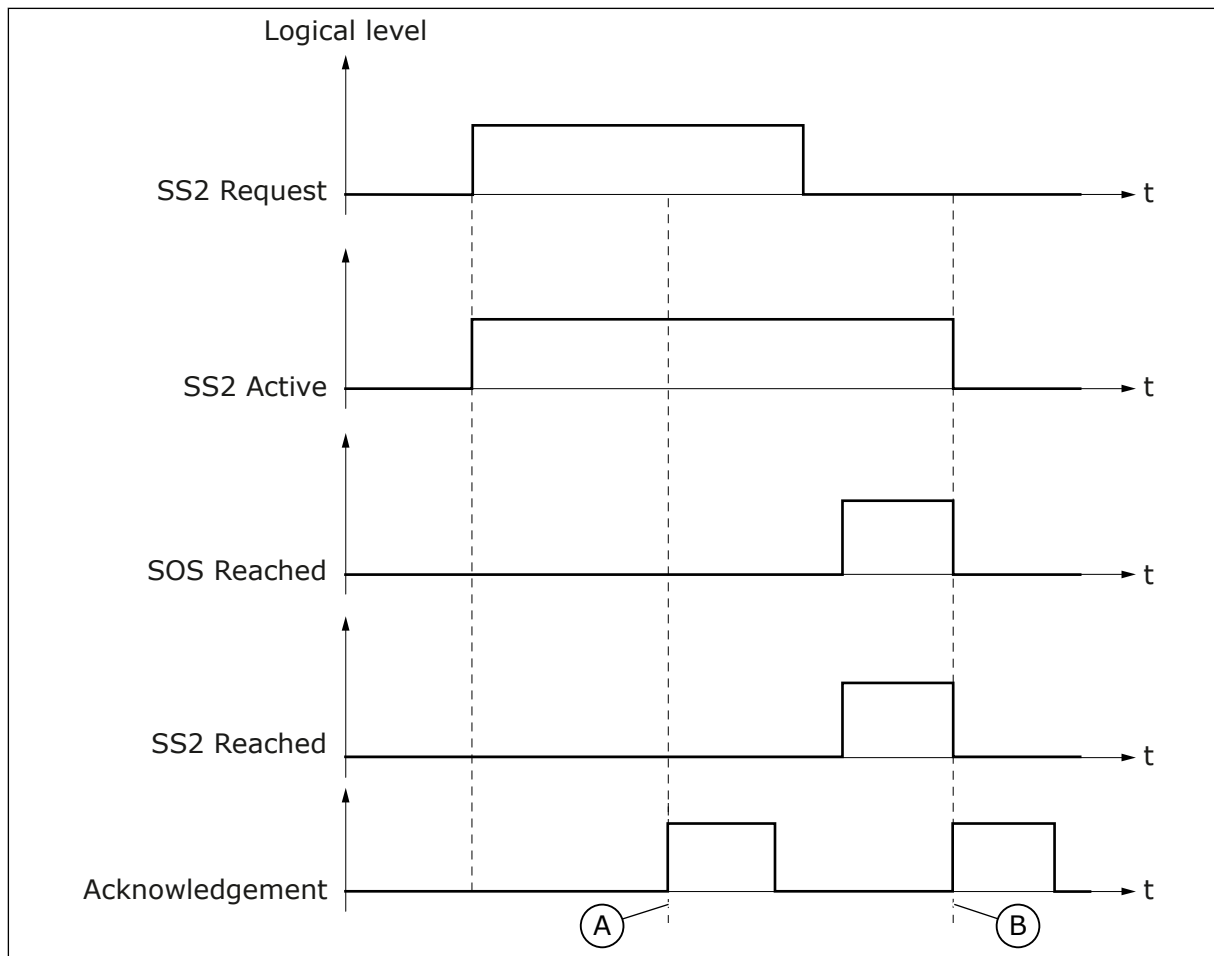 Logical level
SS2 Request
t
SS2 Active
t
SOS Reached
t
SS2 Reached
t
Acknowledgement
t
A
B